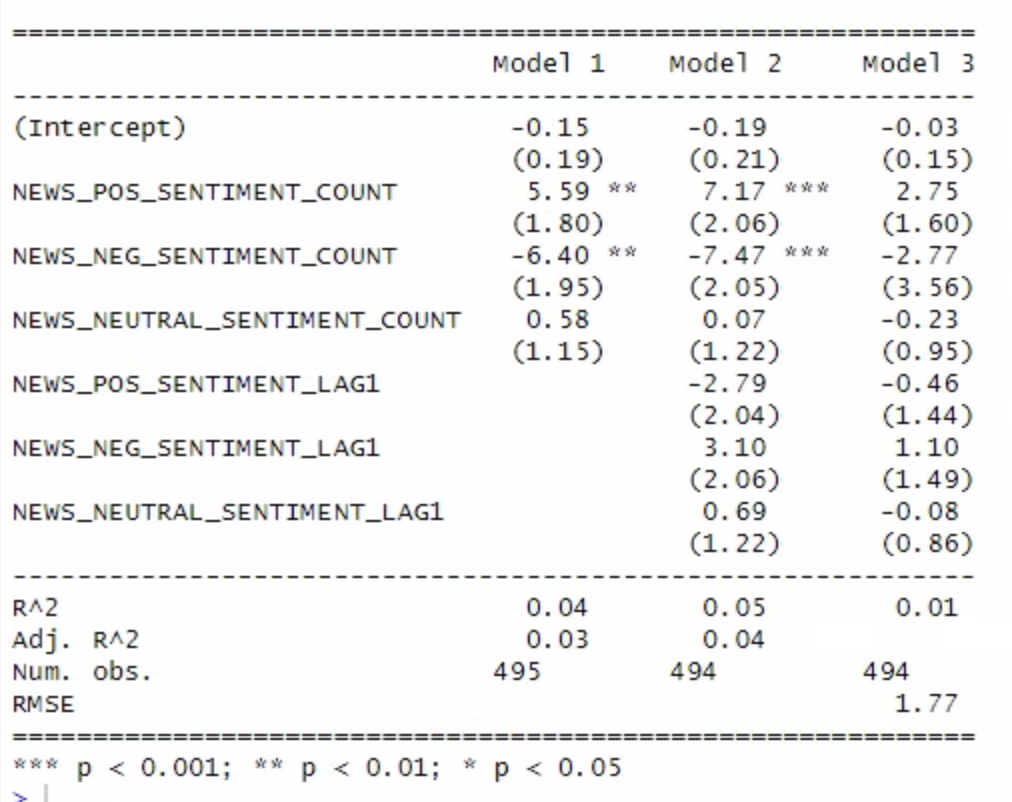 ============================================================
Model 1 Model 2 Model 3
------------------------------------------------------------
(Intercept) -0.15 -0.19 -0.03
(0.19) (0.21) (0.15)
NEWS_POS_SENTIMENT_COUNT 5.59 ** 7.17 *** 2.75
(1.80) (2.06) (1.60)
NEWS_NEG_SENTIMENT_COUNT -6.40 ** -7.47 *** -2.77
(1.95) (2.05) (3.56)
NEWS_NEUTRAL_SENTIMENT_COUNT 0.58 0.07 -0.23
(1.15) (1.22) (0.95)
NEWS_POS_SENTIMENT_LAG1 -2.79 -0.46
(2.04) (1.44)
NEWS_NEG_SENTIMENT_LAG1 3.10 1.10
(2.06) (1.49)
NEWS_NEUTRAL_SENTIMENT_LAG1 0.69 -0.08
(1.22) (0.86)
------------------------------------------------------------
R^2 0.04 0.05 0.01
Adj. R^2 0.03 0.04
Num. obs. 495 494 494
RMSE 1.77
============================================================
*** p < 0.001; ** p < 0.01; * p < 0.05
>